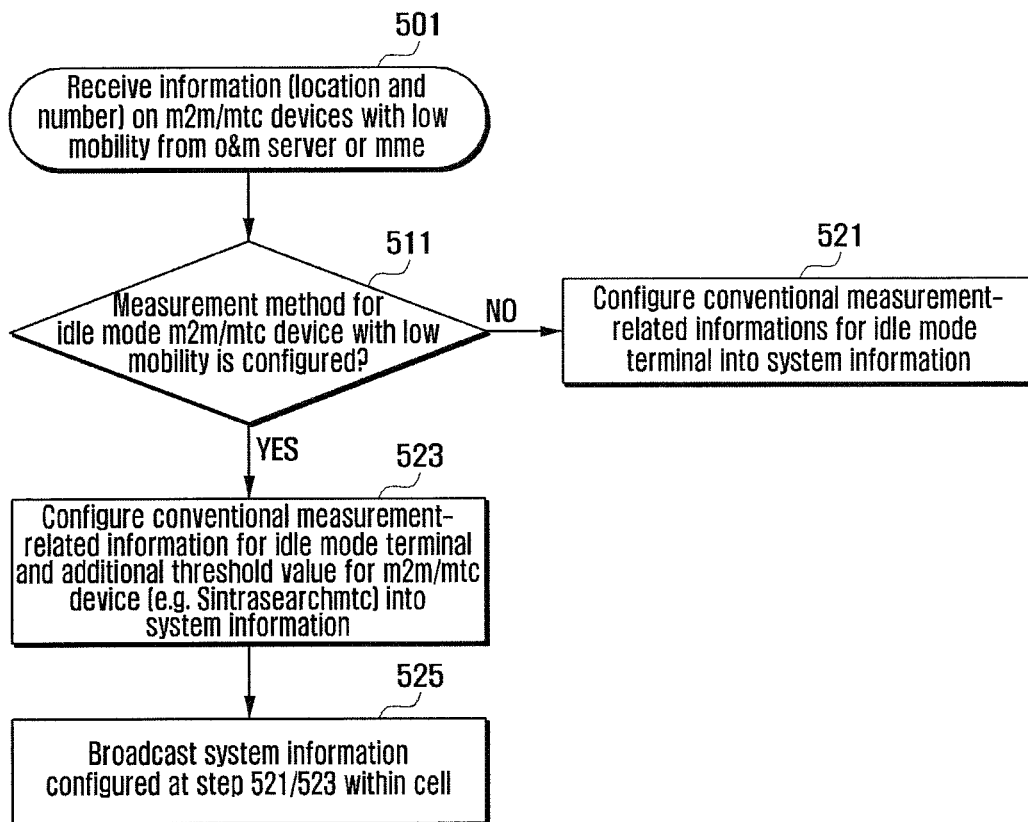 501
Receive information (location and
number) on m2m/mtc devices with low
mobility from o&m server or mme
511
Measurement method for
idle mode m2m/mtc device with low
mobility is configured?
NO
521
Configure conventional measurement-
related informations for idle mode
terminal into system information
YES
523
Configure conventional measurement-
related information for idle mode terminal
and additional threshold value for m2m/mtc
device (e.g. Sintrasearchmtc) into
system information
525
Broadcast system information
configured at step 521/523 within cell